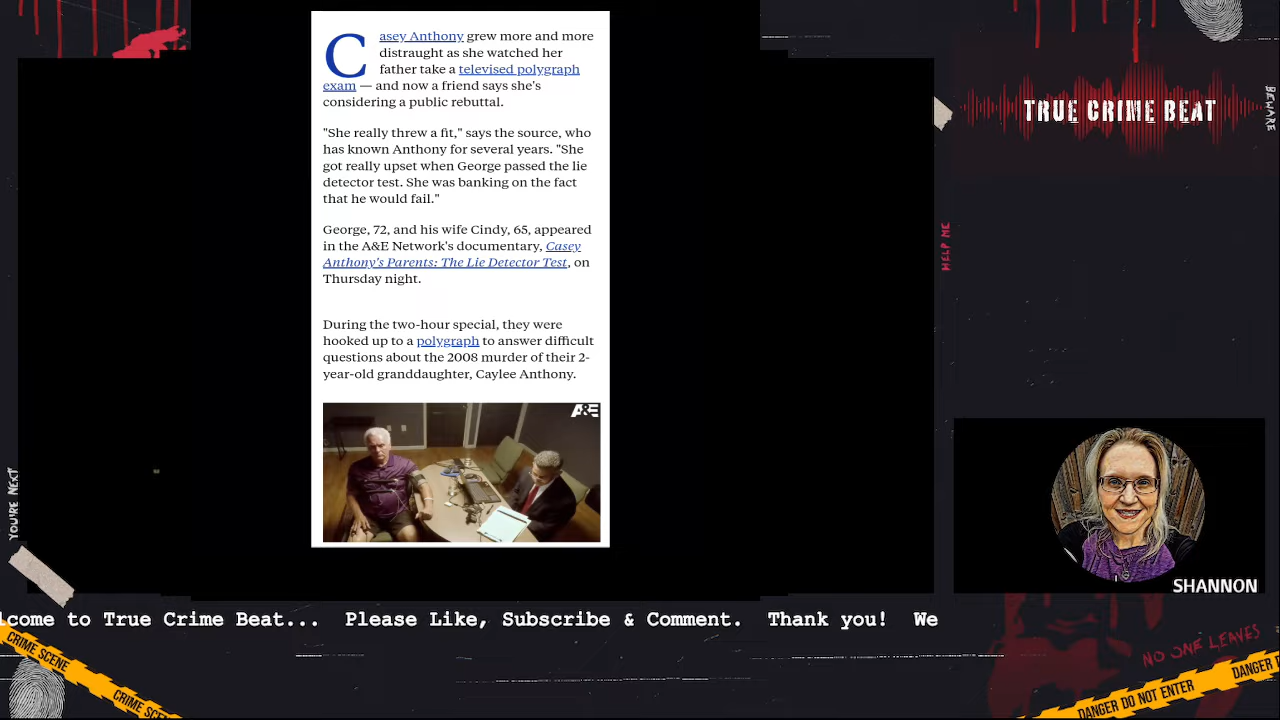 Casey Anthony grew more and more
distraught as she watched her
father take a televised polygraph
exam — and now a friend says she's
considering a public rebuttal.
"She really threw a fit," says the source, who
has known Anthony for several years. "She
got really upset when George passed the lie
detector test. She was banking on the fact
that he would fail."
George, 72, and his wife Cindy, 65, appeared
in the A&E Network's documentary, Casey
Anthony's Parents: The Lie Detector Test, on
Thursday night.
During the two-hour special, they were
hooked up to a polygraph to answer difficult
questions about the 2008 murder of their 2-
year-old granddaughter, Caylee Anthony.
A&E
TRUE CRIME BEAT
BEWARE
HELP ME
YOU'RE NEXT
SHANNON
lcome to True Crime Beat... Please Like, Subscribe & Comment. Thank you! We
CRIME SCENE
CRIME SCE
NO ONE LEAVES
DANGER DO NOT ENTER
DANGER